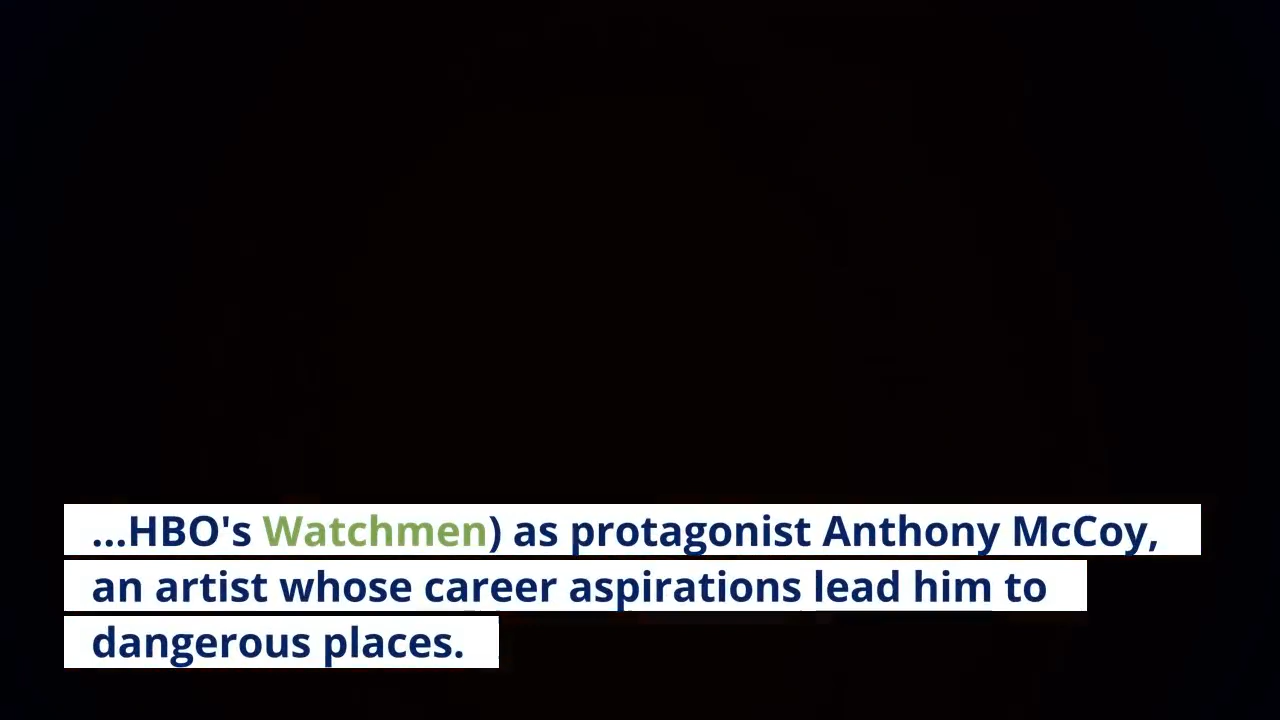 ...HBO's Watchmen) as protagonist Anthony McCoy,
an artist whose career aspirations lead him to
dangerous places.